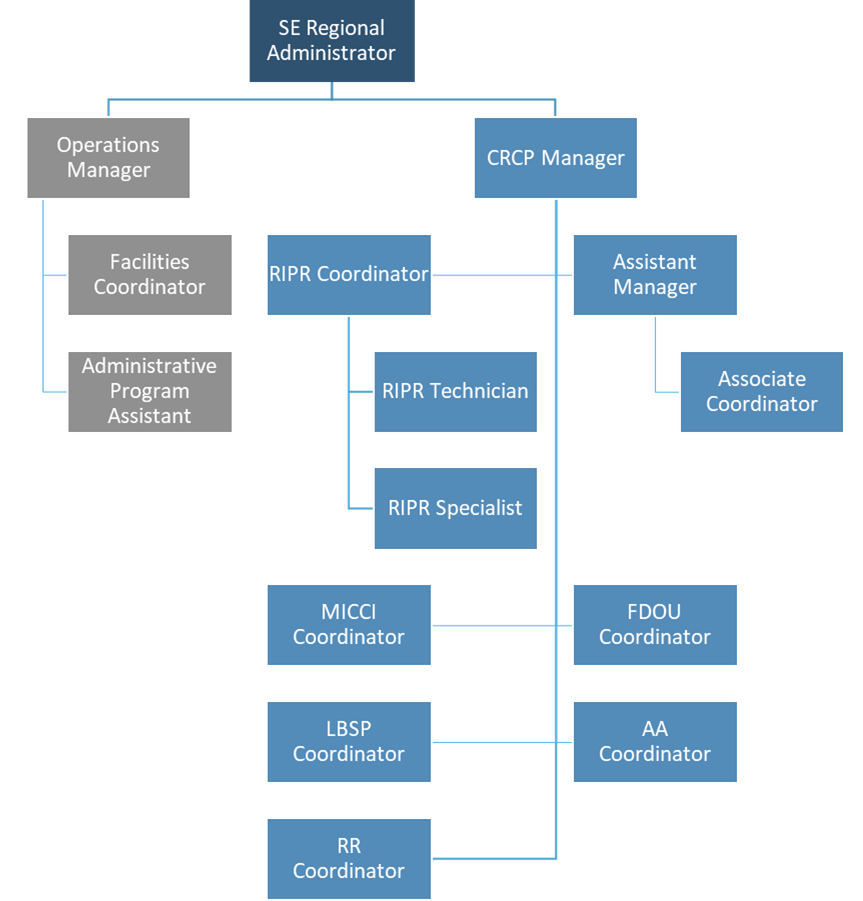 SE Regional
Administrator
Operations
Manager
CRCP Manager
Facilities
Coordinator
RIPR Coordinator
Assistant
Manager
Administrative
Program
Assistant
RIPR Technician
Associate
Coordinator
RIPR Specialist
MICCI
Coordinator
FDOU
Coordinator
LBSP
Coordinator
AA
Coordinator
RR
Coordinator